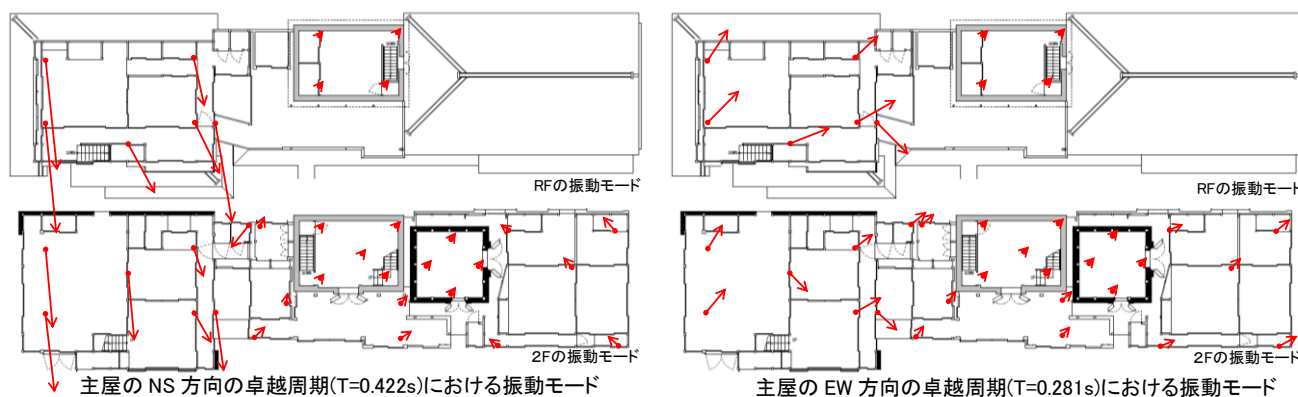 RFの振動モード
2Fの振動モード
主屋の NS 方向の卓越周期(T=0.422s)における振動モード
RFの振動モード
2Fの振動モード
主屋の EW 方向の卓越周期(T=0.281s)における振動モード